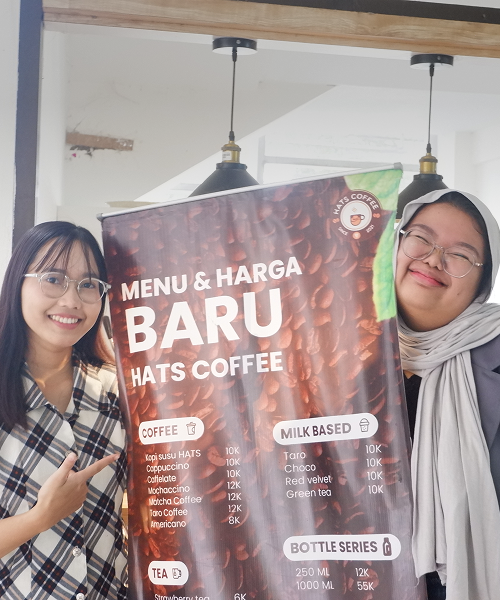 HATS COFFEE
MENU & HARGA
BARU
HATS COFFEE
COFFEE
Kopi susu HATS 10K
Cappuccino 10K
Caffelate 10K
Mochaccino 12K
Matcha Coffee 12K
Taro Coffee 12K
Americano 8K
TEA
Strawberry tea 6K
MILK BASED
Taro 10K
Choco 10K
Red velvet 10K
Green tea 10K
BOTTLE SERIES
250 ML 12K
1000 ML 55K